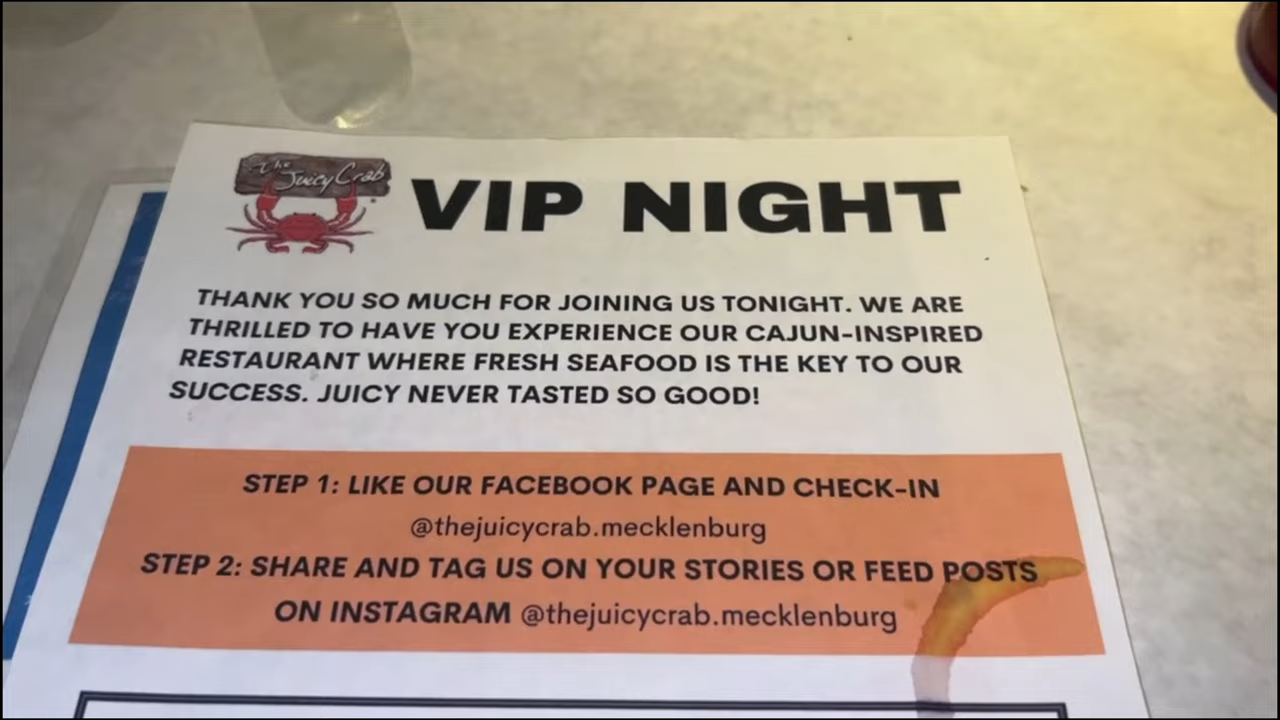 The
Juicy Crab
VIP NIGHT
THANK YOU SO MUCH FOR JOINING US TONIGHT. WE ARE
THRILLED TO HAVE YOU EXPERIENCE OUR CAJUN-INSPIRED
RESTAURANT WHERE FRESH SEAFOOD IS THE KEY TO OUR
SUCCESS. JUICY NEVER TASTED SO GOOD!
STEP 1: LIKE OUR FACEBOOK PAGE AND CHECK-IN
@thejuicycrab.mecklenburg
STEP 2: SHARE AND TAG US ON YOUR STORIES OR FEED POSTS
ON INSTAGRAM @thejuicycrab.mecklenburg